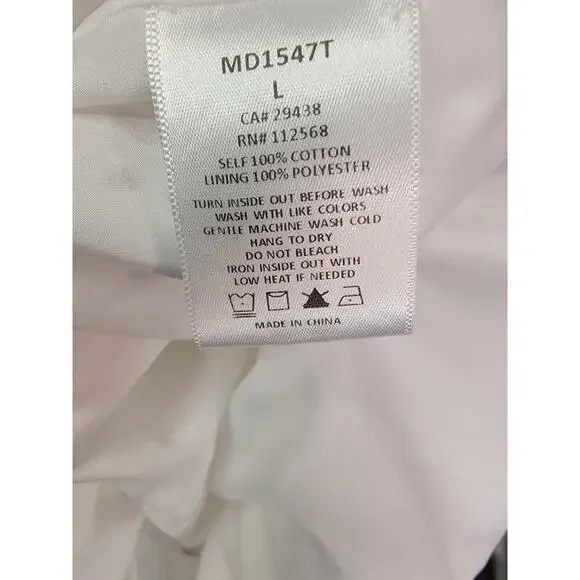 MD1547T
L
CA# 29438
RN# 112568
SELF 100% COTTON
LINING 100% POLYESTER
TURN INSIDE OUT BEFORE WASH
WASH WITH LIKE COLORS
GENTLE MACHINE WASH COLD
HANG TO DRY
DO NOT BLEACH
IRON INSIDE OUT WITH
LOW HEAT IF NEEDED
MADE IN CHINA